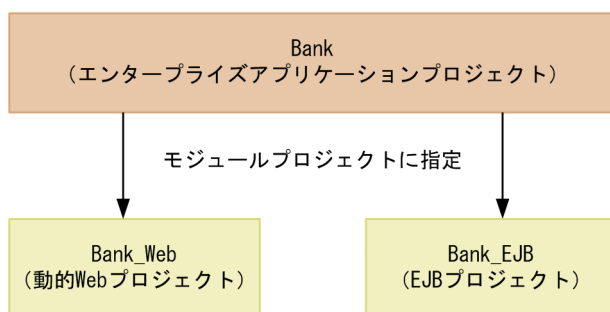 Bank
（エンタープライズアプリケーションプロジェクト）
モジュールプロジェクトに指定
Bank_Web
（動的Webプロジェクト）
Bank_EJB
（EJBプロジェクト）